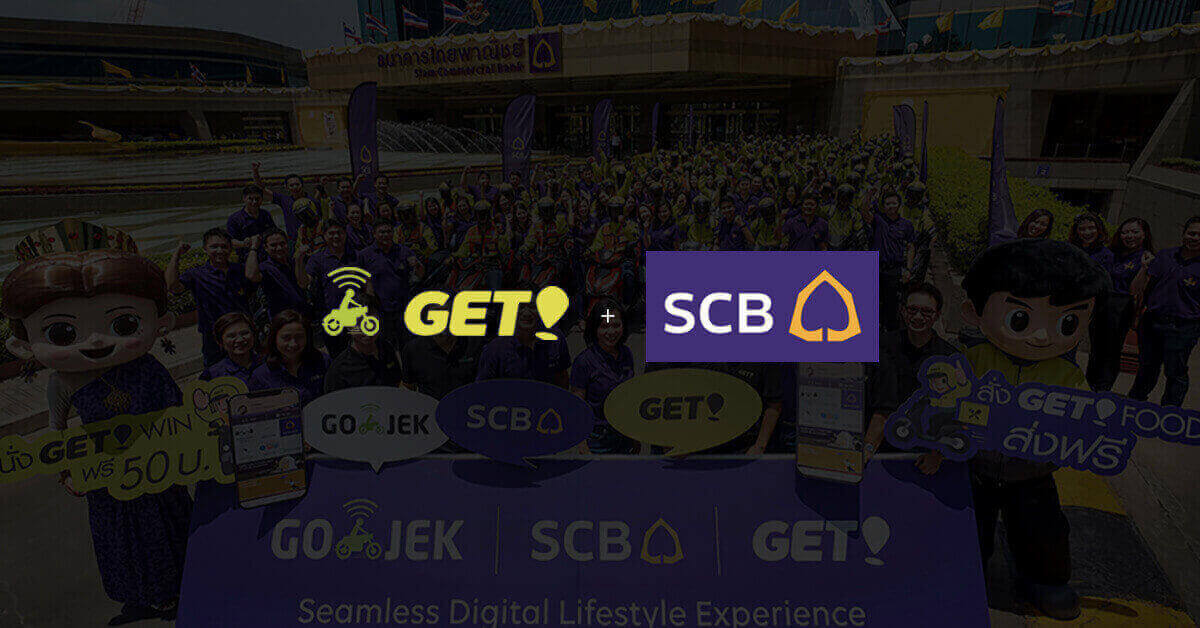 ธนาคารไทยพาณิชย์
Siam Commercial Bank
GET!
+
SCB
นั่ง GET! WIN
ฟรี 50 บ.
GO JEK
SCB
GET!
สั่ง GET! FOOD
ส่งฟรี
GO JEK
SCB
GET!
Seamless Digital Lifestyle Experience